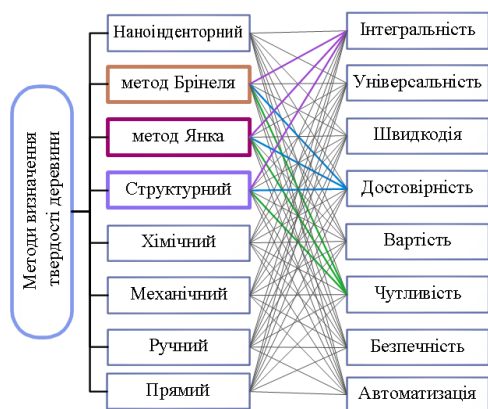 Методи визначення
твердості деревини
Наноінденторний
метод Брінеля
метод Янка
Структурний
Хімічний
Механічний
Ручний
Прямий
Інтегральність
Універсальність
Швидкодія
Достовірність
Вартість
Чутливість
Безпечність
Автоматизація